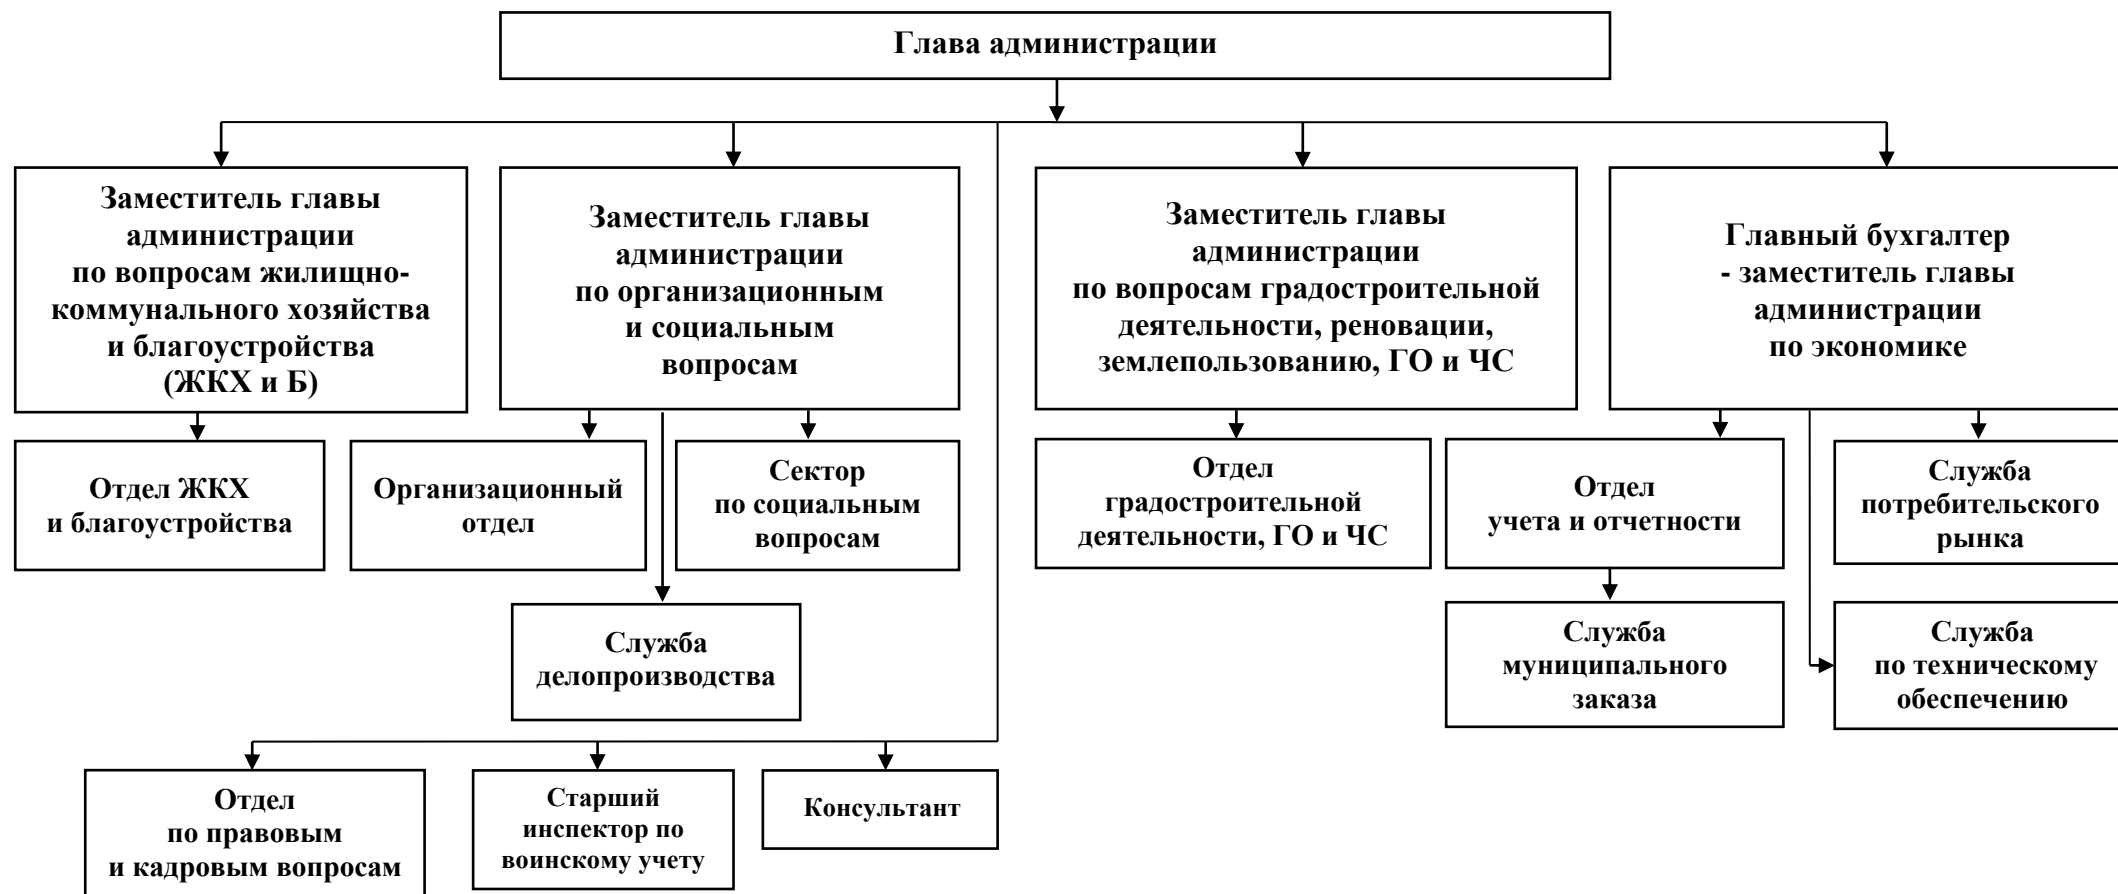 Глава администрации
Заместитель главы
администрации
по вопросам жилищно-
коммунального хозяйства
и благоустройства
(ЖКХ и Б)
Заместитель главы
администрации
по организационным
и социальным
вопросам
Заместитель главы
администрации
по вопросам градостроительной
деятельности, реновации,
землепользованию, ГО и ЧС
Главный бухгалтер
- заместитель главы
администрации
по экономике
Отдел ЖКХ
и благоустройства
Организационный
отдел
Сектор
по социальным
вопросам
Отдел
градостроительной
деятельности, ГО и ЧС
Отдел
учета и отчетности
Служба
потребительского
рынка
Служба
делопроизводства
Служба
муниципального
заказа
Служба
по техническому
обеспечению
Отдел
по правовым
и кадровым вопросам
Старший
инспектор по
воинскому учету
Консультант